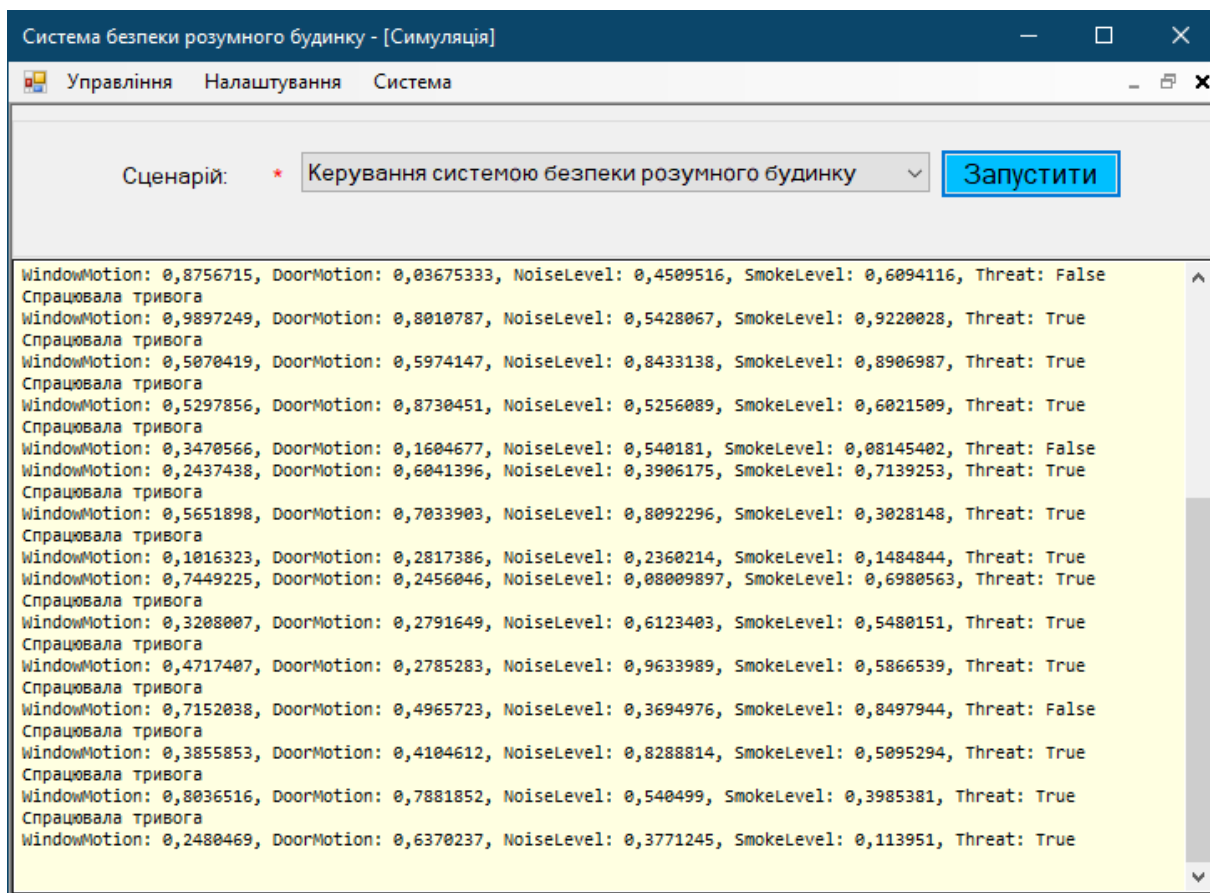 Система безпеки розумного будинку - [Симуляція]
Управління Налаштування Система
Сценарій: * Керування системою безпеки розумного будинку Запустити
WindowMotion: 0,8756715, DoorMotion: 0,03675333, NoiseLevel: 0,4509516, SmokeLevel: 0,6094116, Threat: False
Спрацювала тривога
WindowMotion: 0,9897249, DoorMotion: 0,8010787, NoiseLevel: 0,5428067, SmokeLevel: 0,9220028, Threat: True
Спрацювала тривога
WindowMotion: 0,5070419, DoorMotion: 0,5974147, NoiseLevel: 0,8433138, SmokeLevel: 0,8906987, Threat: True
Спрацювала тривога
WindowMotion: 0,5297856, DoorMotion: 0,8730451, NoiseLevel: 0,5256089, SmokeLevel: 0,6021509, Threat: True
Спрацювала тривога
WindowMotion: 0,3470566, DoorMotion: 0,1604677, NoiseLevel: 0,540181, SmokeLevel: 0,08145402, Threat: False
WindowMotion: 0,2437438, DoorMotion: 0,6041396, NoiseLevel: 0,3906175, SmokeLevel: 0,7139253, Threat: True
Спрацювала тривога
WindowMotion: 0,5651898, DoorMotion: 0,7033903, NoiseLevel: 0,8092296, SmokeLevel: 0,3028148, Threat: True
Спрацювала тривога
WindowMotion: 0,1016323, DoorMotion: 0,2817386, NoiseLevel: 0,2360214, SmokeLevel: 0,1484844, Threat: True
WindowMotion: 0,7449225, DoorMotion: 0,2456046, NoiseLevel: 0,08009897, SmokeLevel: 0,6980563, Threat: True
Спрацювала тривога
WindowMotion: 0,3208007, DoorMotion: 0,2791649, NoiseLevel: 0,6123403, SmokeLevel: 0,5480151, Threat: True
Спрацювала тривога
WindowMotion: 0,4717407, DoorMotion: 0,2785283, NoiseLevel: 0,9633989, SmokeLevel: 0,5866539, Threat: True
Спрацювала тривога
WindowMotion: 0,7152038, DoorMotion: 0,4965723, NoiseLevel: 0,3694976, SmokeLevel: 0,8497944, Threat: False
Спрацювала тривога
WindowMotion: 0,3855853, DoorMotion: 0,4104612, NoiseLevel: 0,8288814, SmokeLevel: 0,5095294, Threat: True
Спрацювала тривога
WindowMotion: 0,8036516, DoorMotion: 0,7881852, NoiseLevel: 0,540499, SmokeLevel: 0,3985381, Threat: True
Спрацювала тривога
WindowMotion: 0,2480469, DoorMotion: 0,6370237, NoiseLevel: 0,3771245, SmokeLevel: 0,113951, Threat: True